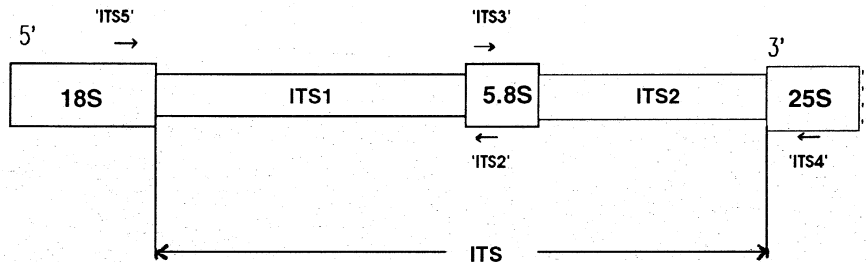 'ITS5' 'ITS3'
5' 3'
18S ITS1 5.8S ITS2 25S
'ITS2' 'ITS4'
ITS